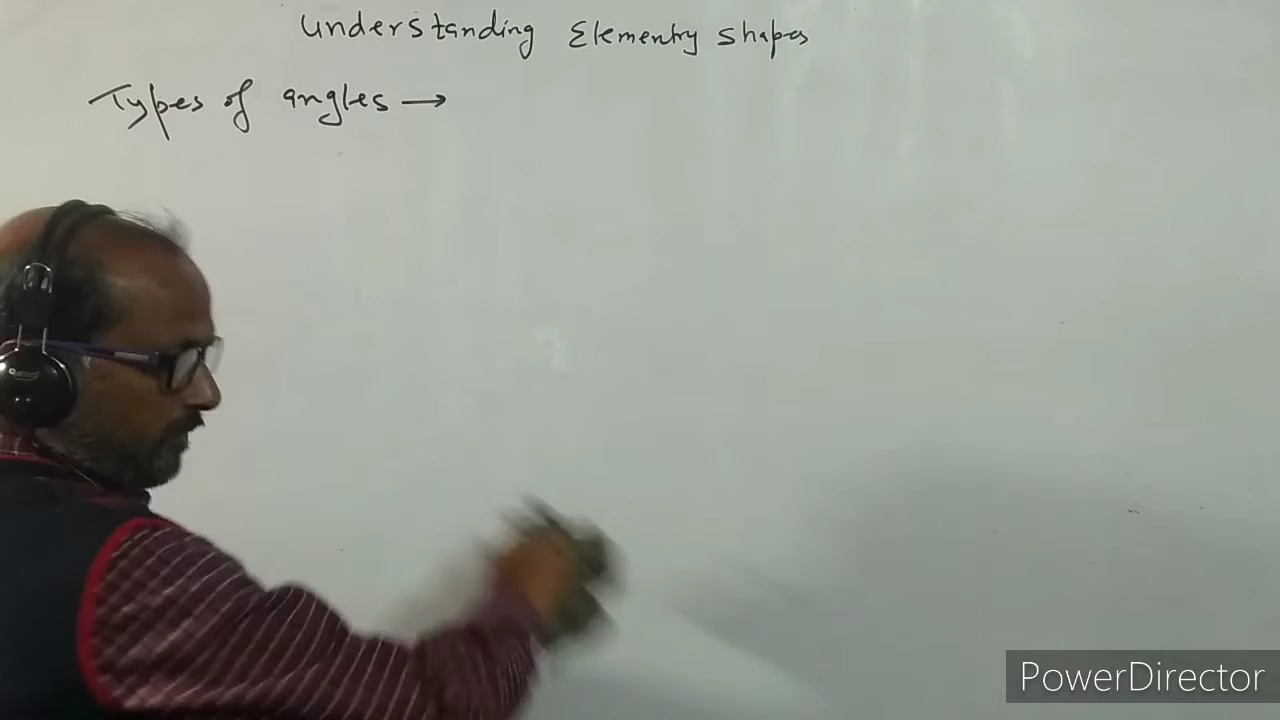 Understanding Elementry shapes
Types of angles →
PowerDirector